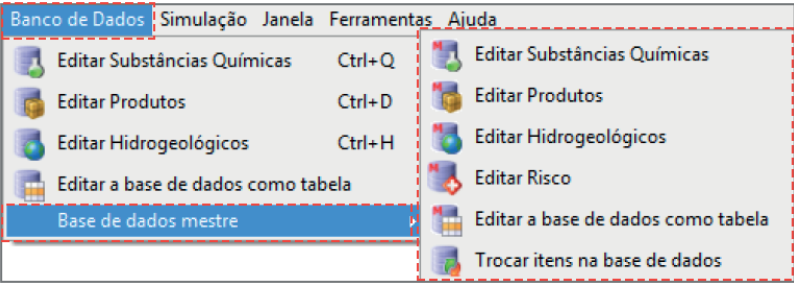 Banco de Dados Simulação Janela Ferramentas Ajuda
Editar Substâncias Químicas Ctrl+Q
Editar Produtos Ctrl+D
Editar Hidrogeológicos Ctrl+H
Editar a base de dados como tabela
Base de dados mestre
M Editar Substâncias Químicas
M Editar Produtos
M Editar Hidrogeológicos
M Editar Risco
M Editar a base de dados como tabela
Trocar itens na base de dados